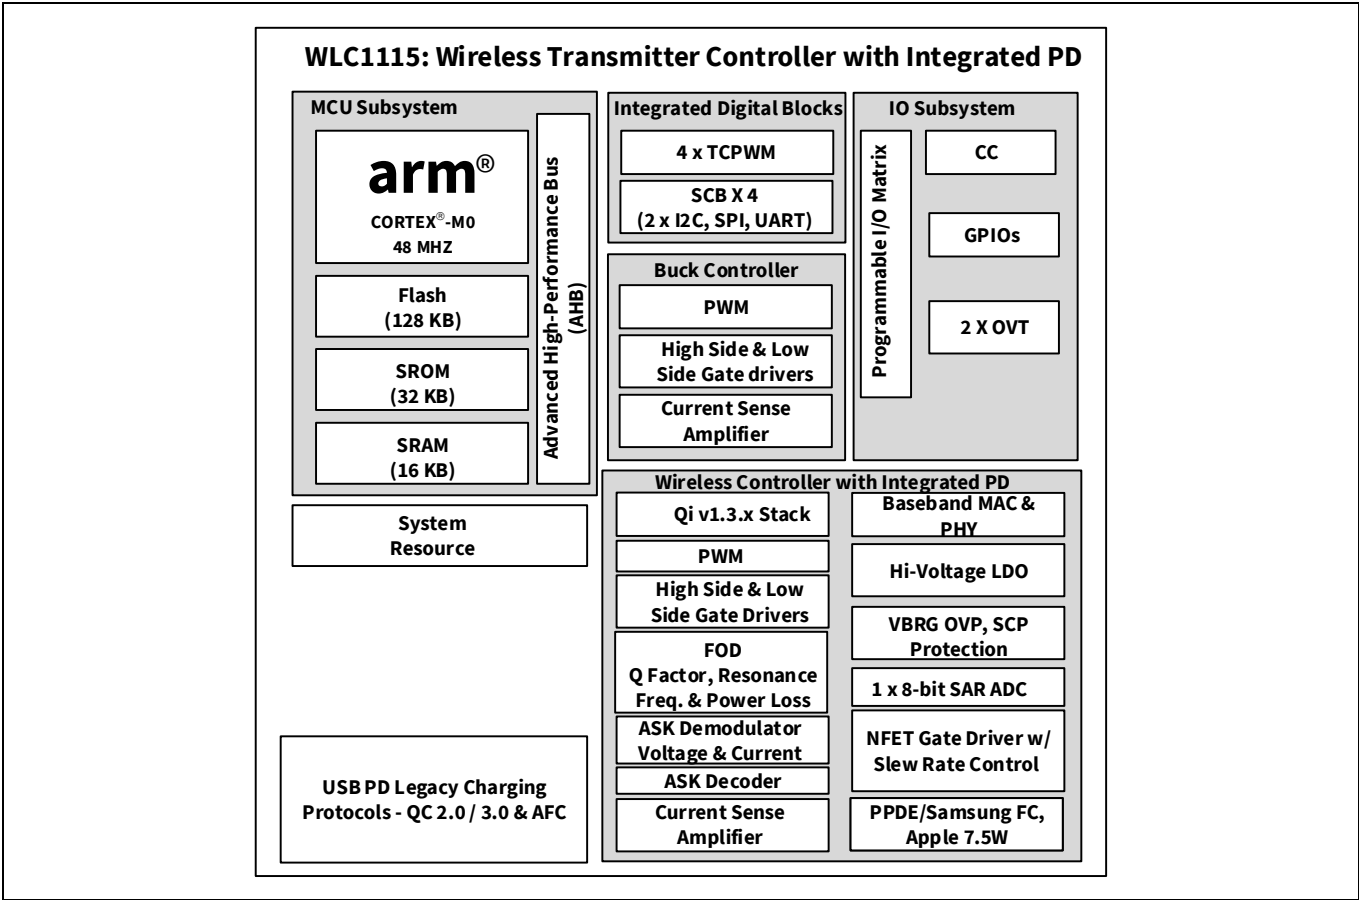 WLC1115: Wireless Transmitter Controller with Integrated PD
MCU Subsystem
arm®
CORTEX®-M0
48 MHZ
Flash
(128 KB)
SROM
(32 KB)
SRAM
(16 KB)
Advanced High-Performance Bus
(AHB)
System
Resource
USB PD Legacy Charging
Protocols - QC 2.0 / 3.0 & AFC
Integrated Digital Blocks
4 x TCPWM
SCB X 4
(2 x I2C, SPI, UART)
Buck Controller
PWM
High Side & Low
Side Gate drivers
Current Sense
Amplifier
IO Subsystem
Programmable I/O Matrix
CC
GPIOs
2 X OVT
Wireless Controller with Integrated PD
Qi v1.3.x Stack
PWM
High Side & Low
Side Gate Drivers
FOD
Q Factor, Resonance
Freq. & Power Loss
ASK Demodulator
Voltage & Current
ASK Decoder
Current Sense
Amplifier
Baseband MAC &
PHY
Hi-Voltage LDO
VBRG OVP, SCP
Protection
1 x 8-bit SAR ADC
NFET Gate Driver w/
Slew Rate Control
PPDE/Samsung FC,
Apple 7.5W